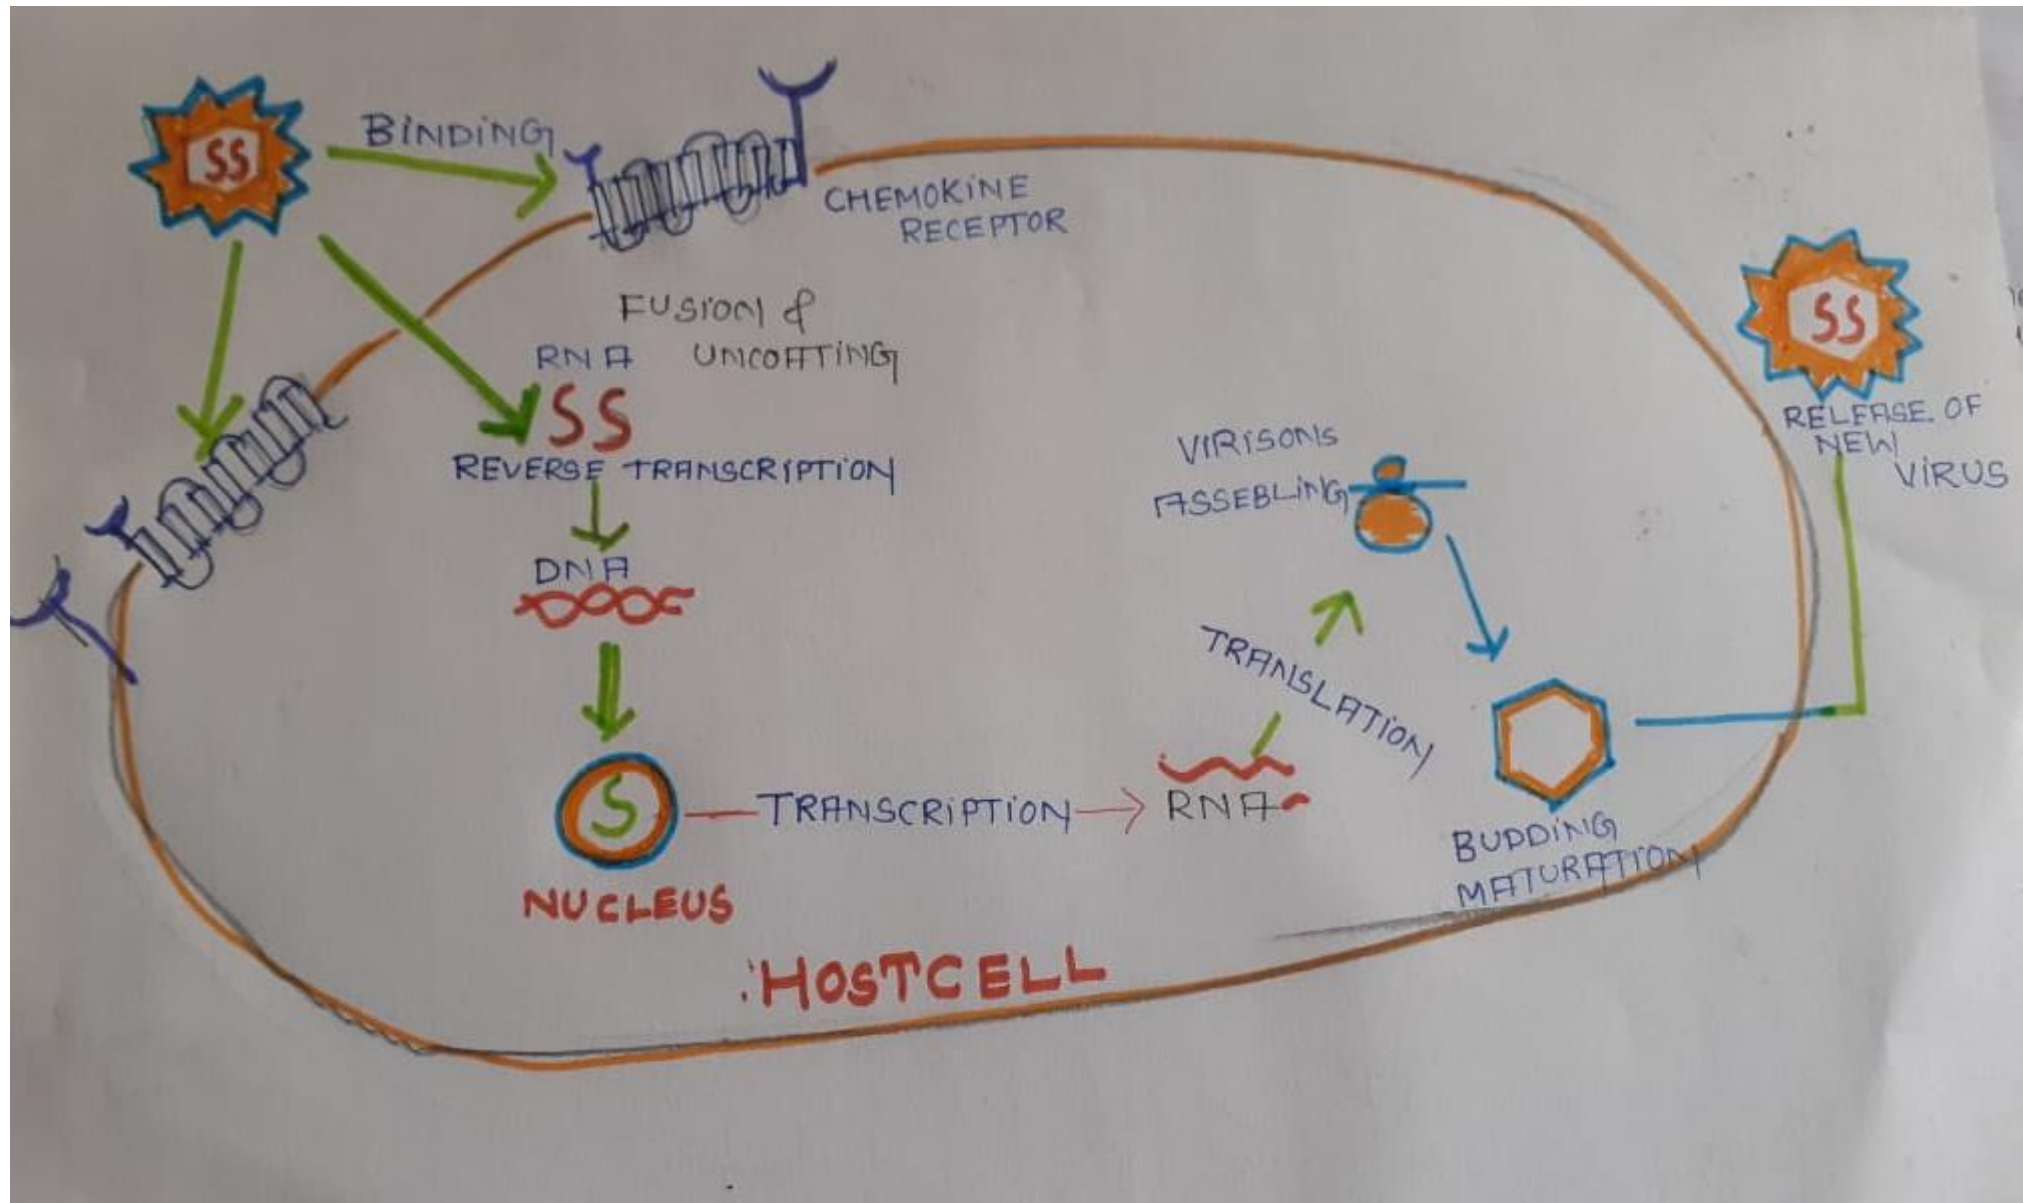 SS
BINDING
CHEMOKINE
RECEPTOR
FUSION &
UNCOATING
RNA
SS
REVERSE TRANSCRIPTION
DNA
S
NUCLEUS
TRANSCRIPTION
RNA
TRANSLATION
VIRISONS
ASSEBLING
BUDDING
MATURATION
SS
RELEASE OF
NEW
VIRUS
:HOSTCELL